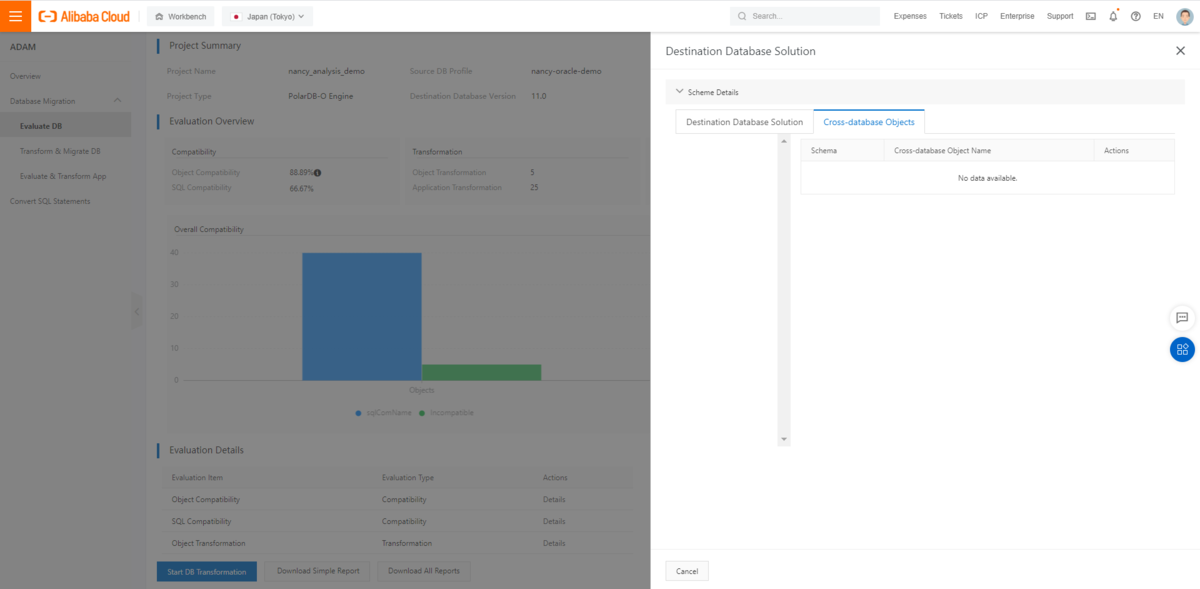 Alibaba Cloud
Workbench
Japan (Tokyo)
Search...
Expenses
Tickets
ICP
Enterprise
Support
EN
ADAM
Overview
Database Migration
Evaluate DB
Transform & Migrate DB
Evaluate & Transform App
Convert SQL Statements
Project Summary
Project Name nancy_analysis_demo Source DB Profile nancy-oracle-demo
Project Type PolarDB-O Engine Destination Database Version 11.0
Evaluation Overview
Compatibility
Object Compatibility 88.89%
SQL Compatibility 66.67%
Transformation
Object Transformation 5
Application Transformation 25
Overall Compatibility
40
30
20
10
0
Objects
sqlComName Incompatible
Evaluation Details
Evaluation Item Evaluation Type Actions
Object Compatibility Compatibility Details
SQL Compatibility Compatibility Details
Object Transformation Transformation Details
Start DB Transformation Download Simple Report Download All Reports
Destination Database Solution
Scheme Details
Destination Database Solution Cross-database Objects
Schema Cross-database Object Name Actions
No data available.
Cancel